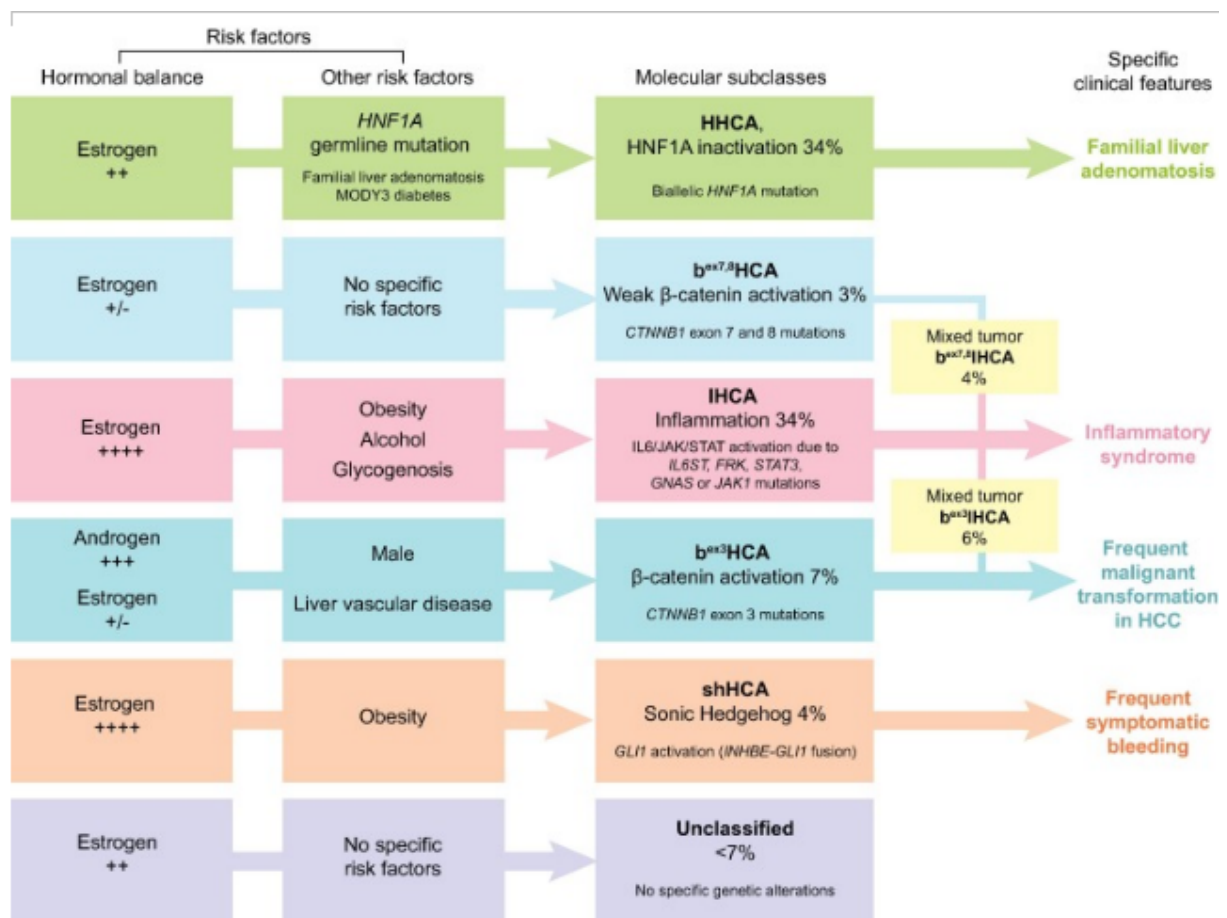 Risk factors
Hormonal balance
Other risk factors
Molecular subclasses
Specific
clinical features
Estrogen
++
HNF1A
germline mutation
Familial liver adenomatosis
MODY3 diabetes
HHCA,
HNF1A inactivation 34%
Biallelic HNF1A mutation
Familial liver
adenomatosis
Estrogen
+/-
No specific
risk factors
bex7,8HCA
Weak β-catenin activation 3%
CTNNB1 exon 7 and 8 mutations
Mixed tumor
bex7,8IHCA
4%
Estrogen
++++
Obesity
Alcohol
Glycogenosis
IHCA
Inflammation 34%
IL6/JAK/STAT activation due to
IL6ST, FRK, STAT3,
GNAS or JAK1 mutations
Inflammatory
syndrome
Mixed tumor
bex3IHCA
6%
Androgen
+++
Estrogen
+/-
Male
Liver vascular disease
bex3HCA
β-catenin activation 7%
CTNNB1 exon 3 mutations
Frequent
malignant
transformation
in HCC
Estrogen
++++
Obesity
shHCA
Sonic Hedgehog 4%
GLI1 activation (INHBE-GLI1 fusion)
Frequent
symptomatic
bleeding
Estrogen
++
No specific
risk factors
Unclassified
<7%
No specific genetic alterations